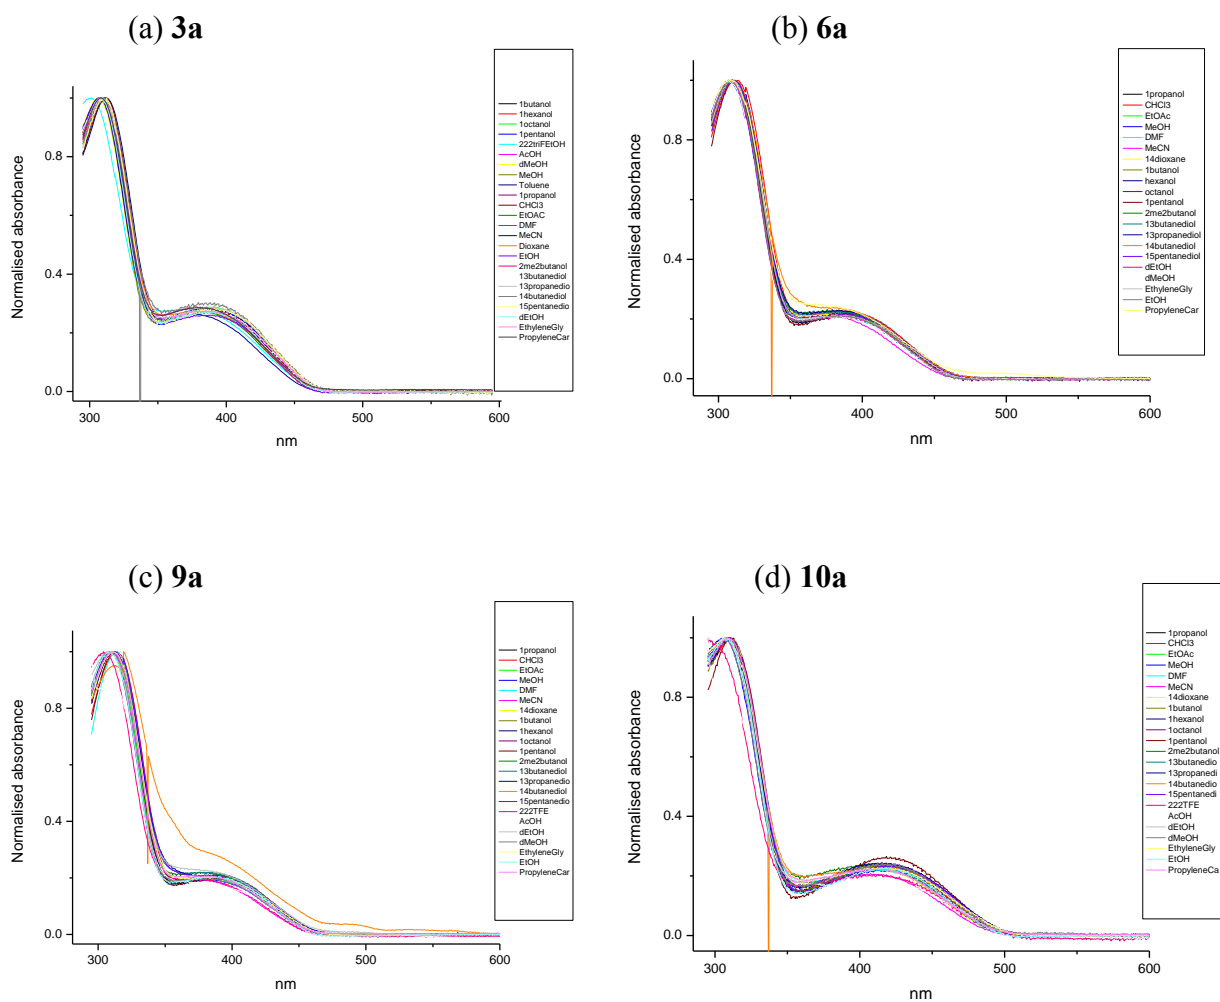 (a) 3a
Normalised absorbance
0.8
0.4
0.0
300
400
500
600
nm
1butanol
1hexanol
1octanol
1pentanol
222triFEtOH
AcOH
dMeOH
MeOH
Toluene
1propanol
CHCl3
EtOAC
DMF
MeCN
Dioxane
EtOH
2me2butanol
13butanediol
13propanedio
14butanediol
15pentanedio
dEtOH
EthyleneGly
PropyleneCar
(b) 6a
Normalised absorbance
0.8
0.4
0.0
300
400
500
600
nm
1propanol
CHCl3
EtOAc
MeOH
DMF
MeCN
14dioxane
1butanol
hexanol
octanol
1pentanol
2me2butanol
13butanediol
13propanediol
14butanediol
15pentanediol
dEtOH
dMeOH
EthyleneGly
EtOH
PropyleneCar
(c) 9a
Normalised absorbance
0.8
0.4
0.0
300
400
500
600
nm
1propanol
CHCl3
EtOAc
MeOH
DMF
MeCN
14dioxane
1butanol
1hexanol
1octanol
1pentanol
2me2butanol
13butanediol
13propanedio
14butanediol
15pentanedio
222TFE
AcOH
dEtOH
dMeOH
EthyleneGly
EtOH
PropyleneCar
(d) 10a
Normalised absorbance
0.8
0.4
0.0
300
400
500
600
nm
1propanol
CHCl3
EtOAc
MeOH
DMF
MeCN
14dioxane
1butanol
1hexanol
1octanol
1pentanol
2me2butanol
13butanedio
13propanedi
14butanedio
15pentanedi
222TFE
AcOH
dEtOH
dMeOH
EthyleneGly
EtOH
PropyleneCar